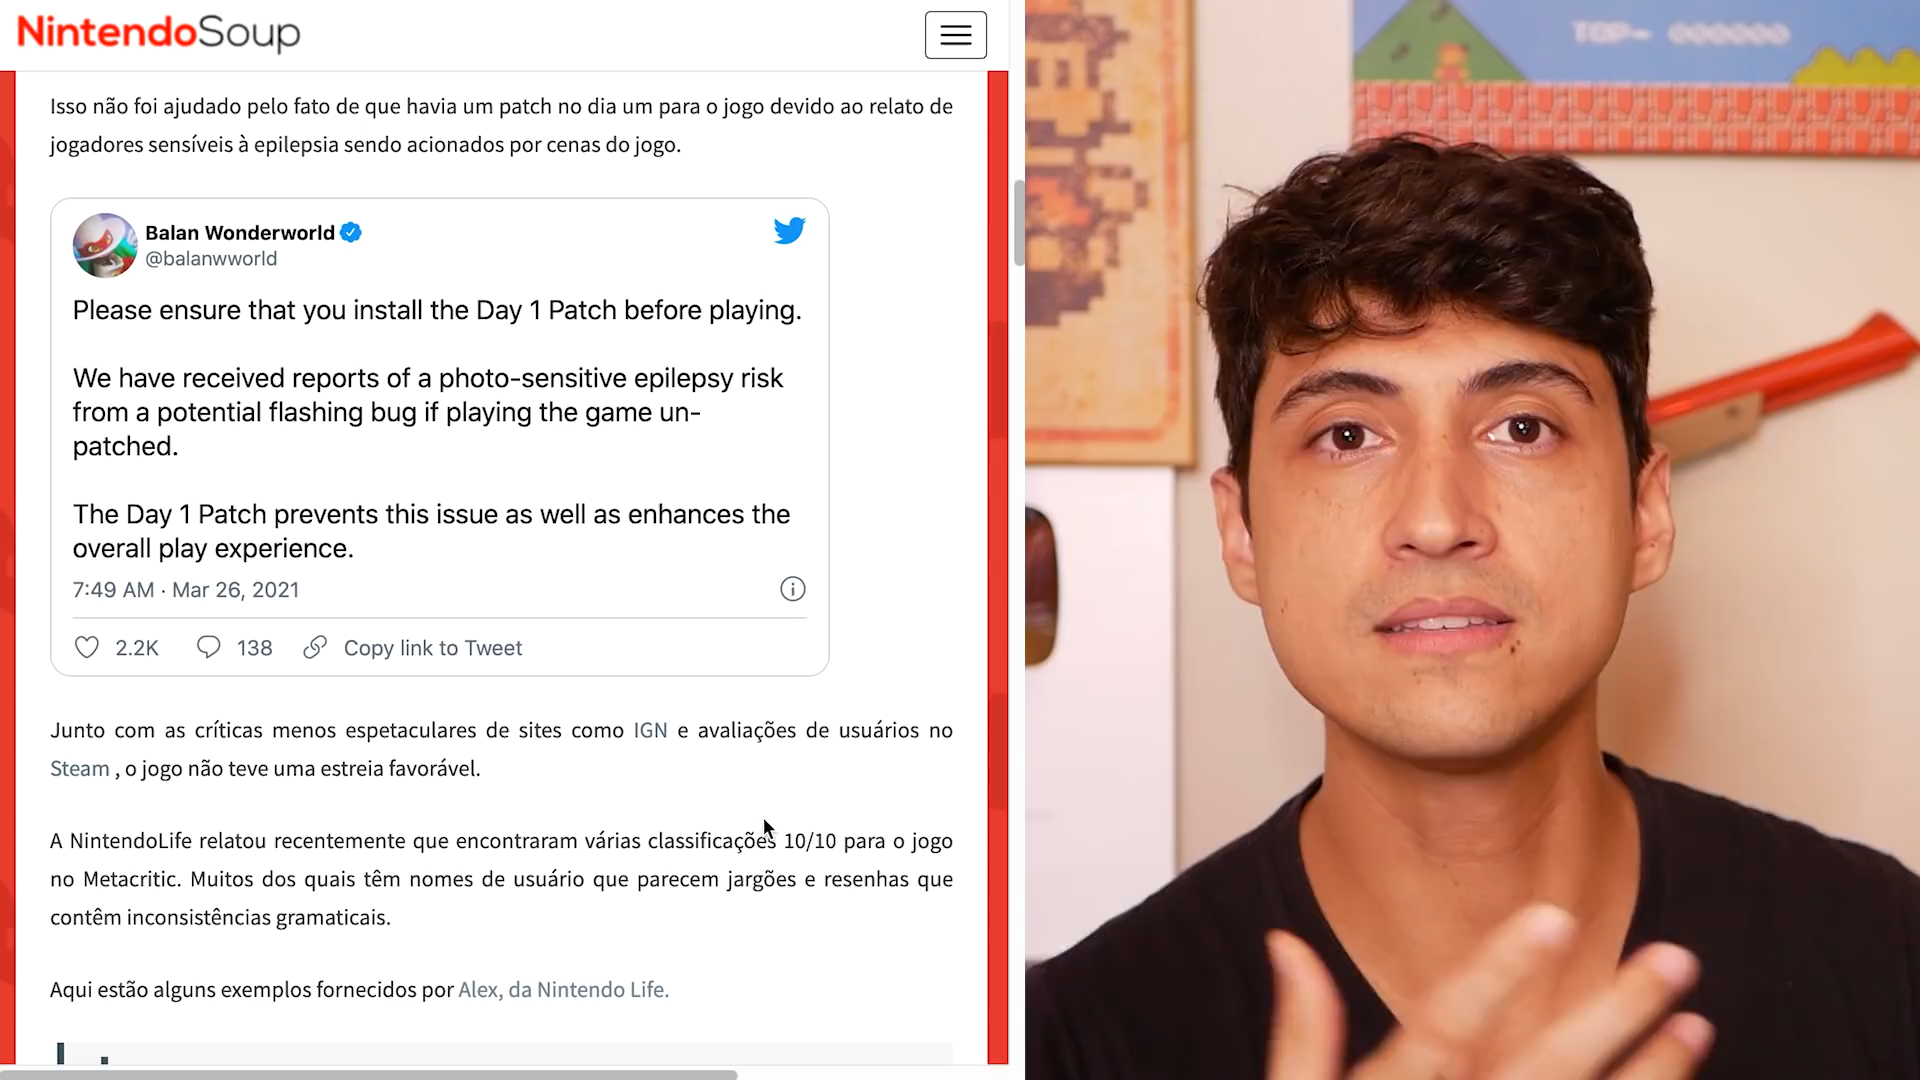 NintendoSoup
Isso não foi ajudado pelo fato de que havia um patch no dia um para o jogo devido ao relato de
jogadores sensíveis à epilepsia sendo acionados por cenas do jogo.
Balan Wonderworld
@balanwworld
Please ensure that you install the Day 1 Patch before playing.
We have received reports of a photo-sensitive epilepsy risk
from a potential flashing bug if playing the game un-
patched.
The Day 1 Patch prevents this issue as well as enhances the
overall play experience.
7:49 AM · Mar 26, 2021
2.2K 138 Copy link to Tweet
Junto com as críticas menos espetaculares de sites como IGN e avaliações de usuários no
Steam , o jogo não teve uma estreia favorável.
A NintendoLife relatou recentemente que encontraram várias classificações 10/10 para o jogo
no Metacritic. Muitos dos quais têm nomes de usuário que parecem jargões e resenhas que
contêm inconsistências gramaticais.
Aqui estão alguns exemplos fornecidos por Alex, da Nintendo Life.
TOP- 000000